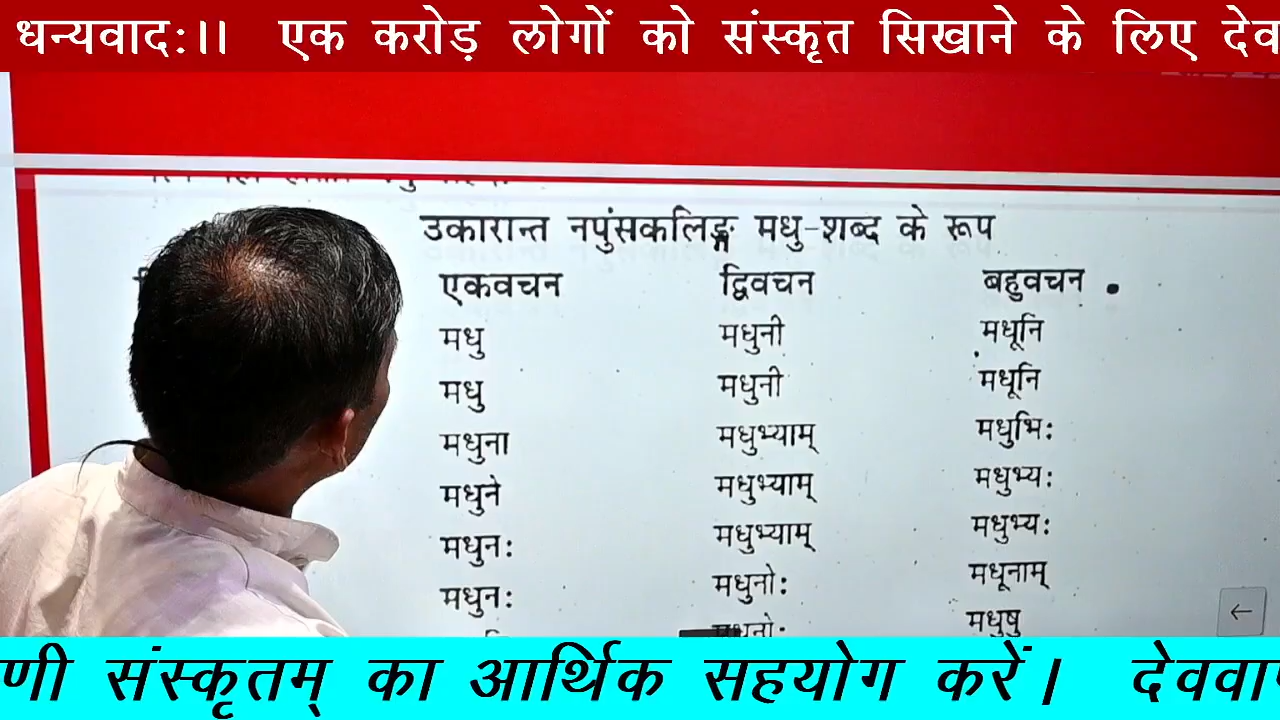 धन्यवादः।। एक करोड़ लोगों को संस्कृत सिखाने के लिए देव
उकारान्त नपुंसकलिङ्ग मधु-शब्द के रूप
एकवचन द्विवचन बहुवचन
मधु मधुनी मधूनि
मधु मधुनी मधूनि
मधुना मधुभ्याम् मधुभिः
मधुने मधुभ्याम् मधुभ्यः
मधुनः मधुभ्याम् मधुभ्यः
मधुनः मधुनोः मधूनाम्
मधुषु
णी संस्कृतम् का आर्थिक सहयोग करें। देववा